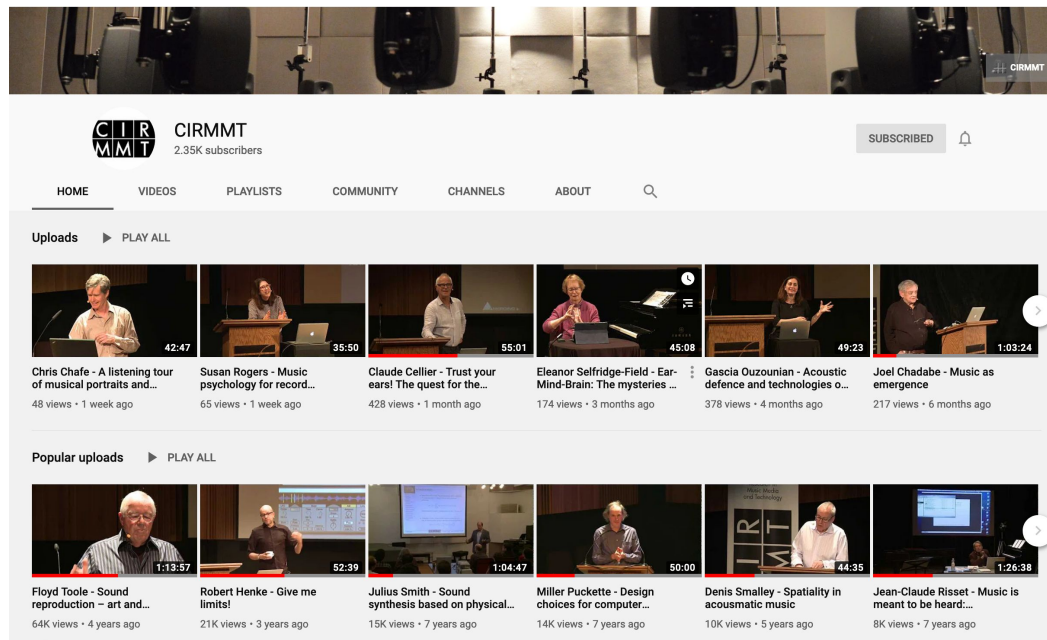 CIRMMT
CIR
MMT
CIRMMT
2.35K subscribers
SUBSCRIBED
HOME VIDEOS PLAYLISTS COMMUNITY CHANNELS ABOUT
Uploads PLAY ALL
42:47
35:50
55:01
45:08
49:23
1:03:24
Chris Chafe - A listening tour
of musical portraits and...
48 views • 1 week ago
Susan Rogers - Music
psychology for record...
65 views • 1 week ago
Claude Cellier - Trust your
ears! The quest for the...
428 views • 1 month ago
Eleanor Selfridge-Field - Ear-
Mind-Brain: The mysteries ...
174 views • 3 months ago
Gascia Ouzounian - Acoustic
defence and technologies o...
378 views • 4 months ago
Joel Chadabe - Music as
emergence
217 views • 6 months ago
Popular uploads PLAY ALL
Music Media
and Technology
IR
MT
1:13:57
52:39
1:04:47
50:00
44:35
1:26:38
Floyd Toole - Sound
reproduction – art and...
64K views • 4 years ago
Robert Henke - Give me
limits!
21K views • 3 years ago
Julius Smith - Sound
synthesis based on physical...
15K views • 7 years ago
Miller Puckette - Design
choices for computer...
14K views • 7 years ago
Denis Smalley - Spatiality in
acousmatic music
10K views • 5 years ago
Jean-Claude Risset - Music is
meant to be heard:...
8K views • 7 years ago